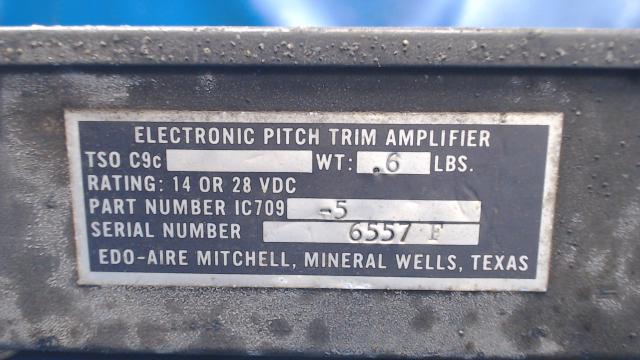 ELECTRONIC PITCH TRIM AMPLIFIER
TSO C9c WT: .6 LBS.
RATING: 14 OR 28 VDC
PART NUMBER IC709 -5
SERIAL NUMBER 6557 F
EDO-AIRE MITCHELL, MINERAL WELLS, TEXAS